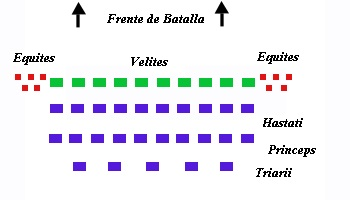 Frente de Batalla
Equites
Velites
Equites
Hastati
Princeps
Triarii